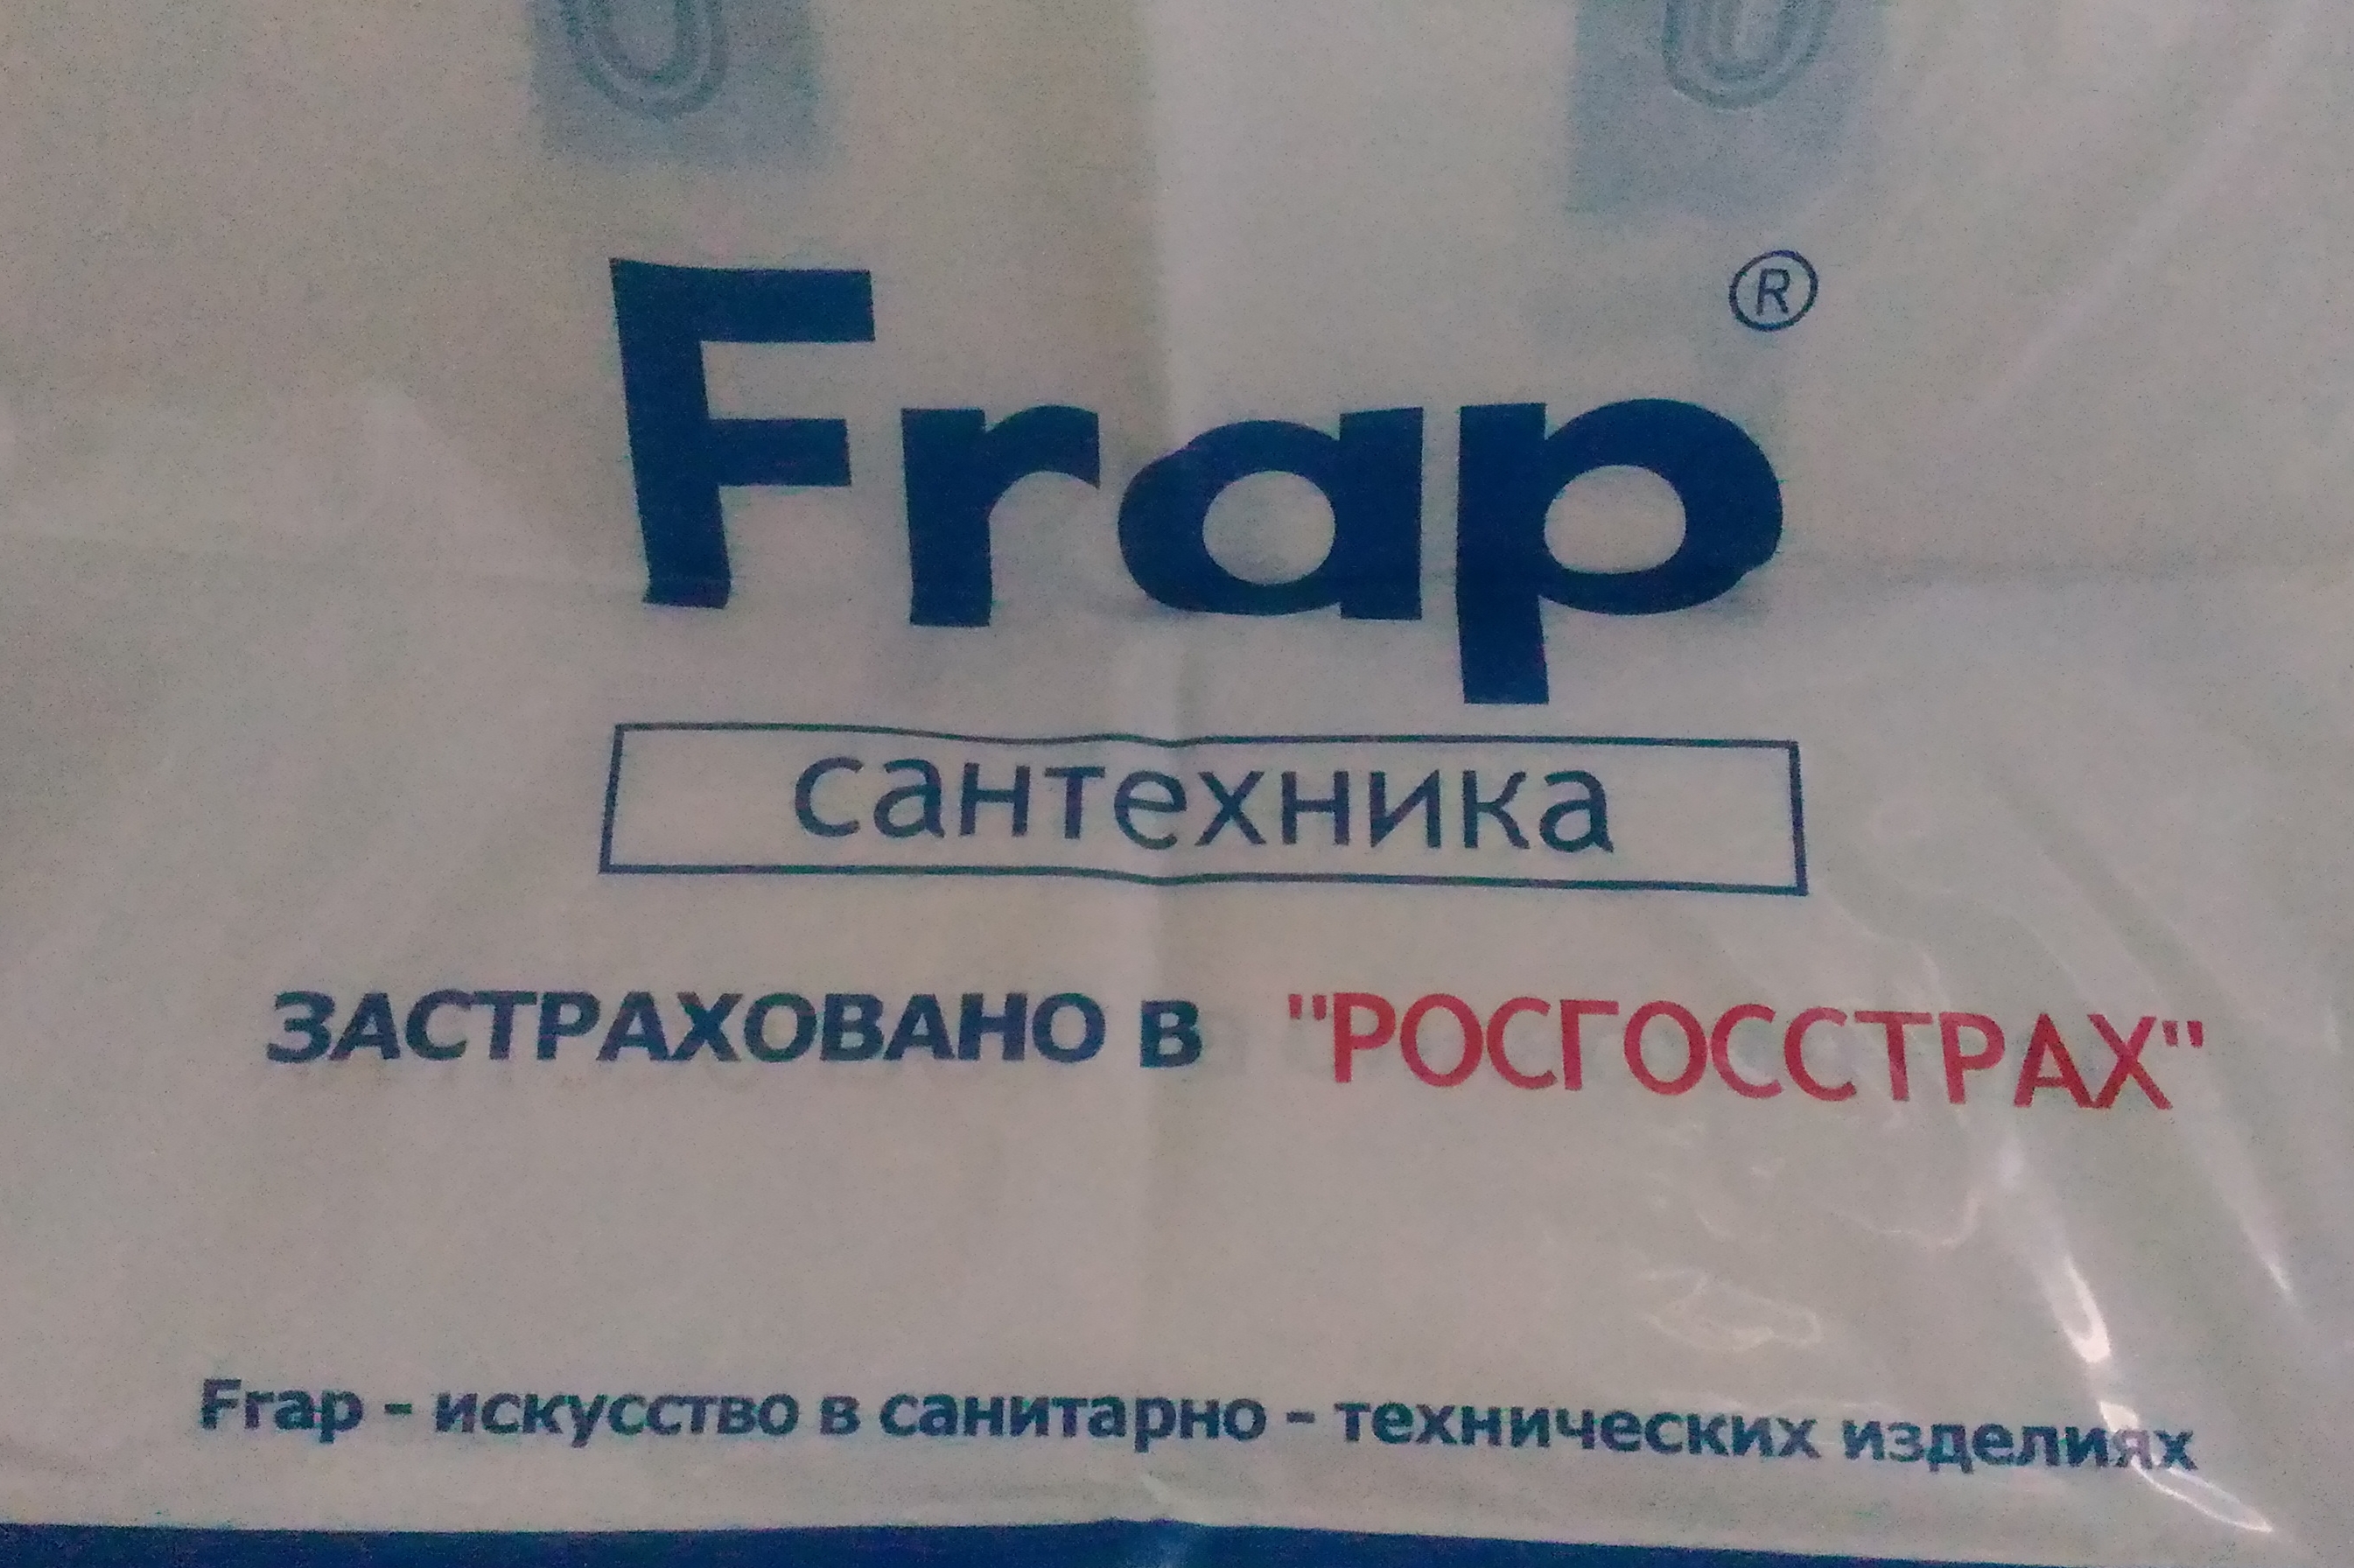 Frap®
сантехника
ЗАСТРАХОВАНО В "РОСГОССТРАХ"
Frap - искусство в санитарно - технических изделиях